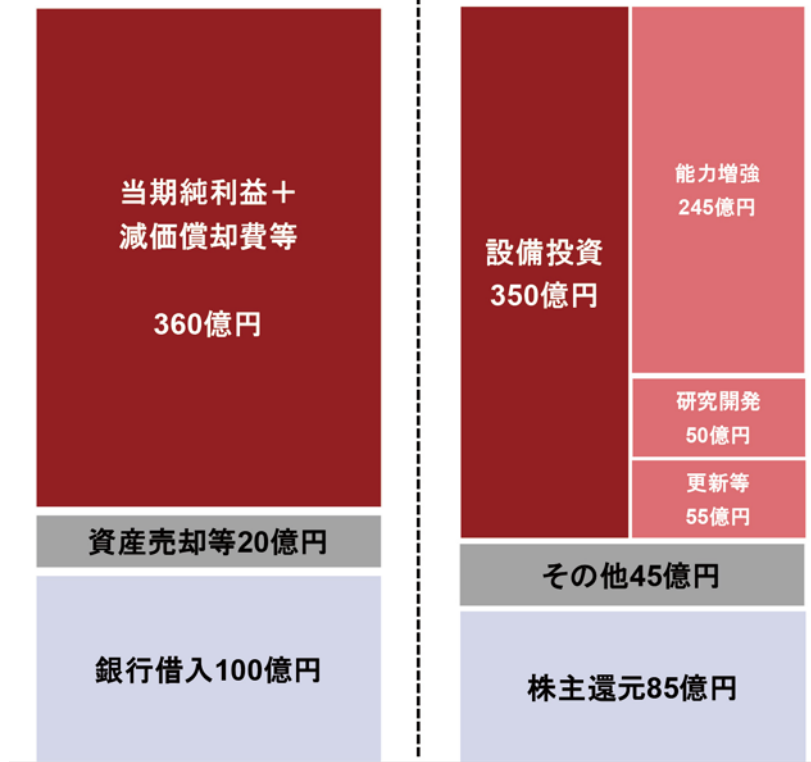 当期純利益＋
減価償却費等
360億円
資産売却等20億円
銀行借入100億円
設備投資
350億円
能力増強
245億円
研究開発
50億円
更新等
55億円
その他45億円
株主還元85億円